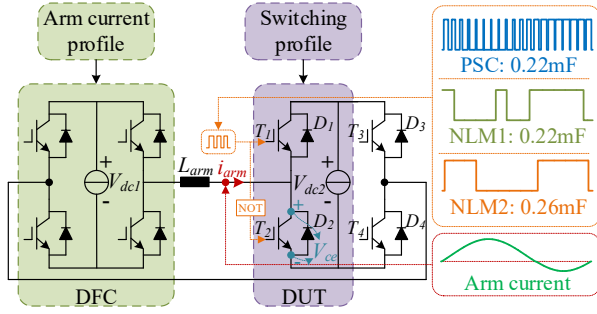 Arm current
profile
Switching
profile
PSC: 0.22mF
NLM1: 0.22mF
NLM2: 0.26mF
Arm current
T1
D1
T3
D3
+
Vdc1
-
Larm
iarm
+
Vdc2
-
NOT
T2
+
D2
-
Vce
T4
D4
DFC
DUT